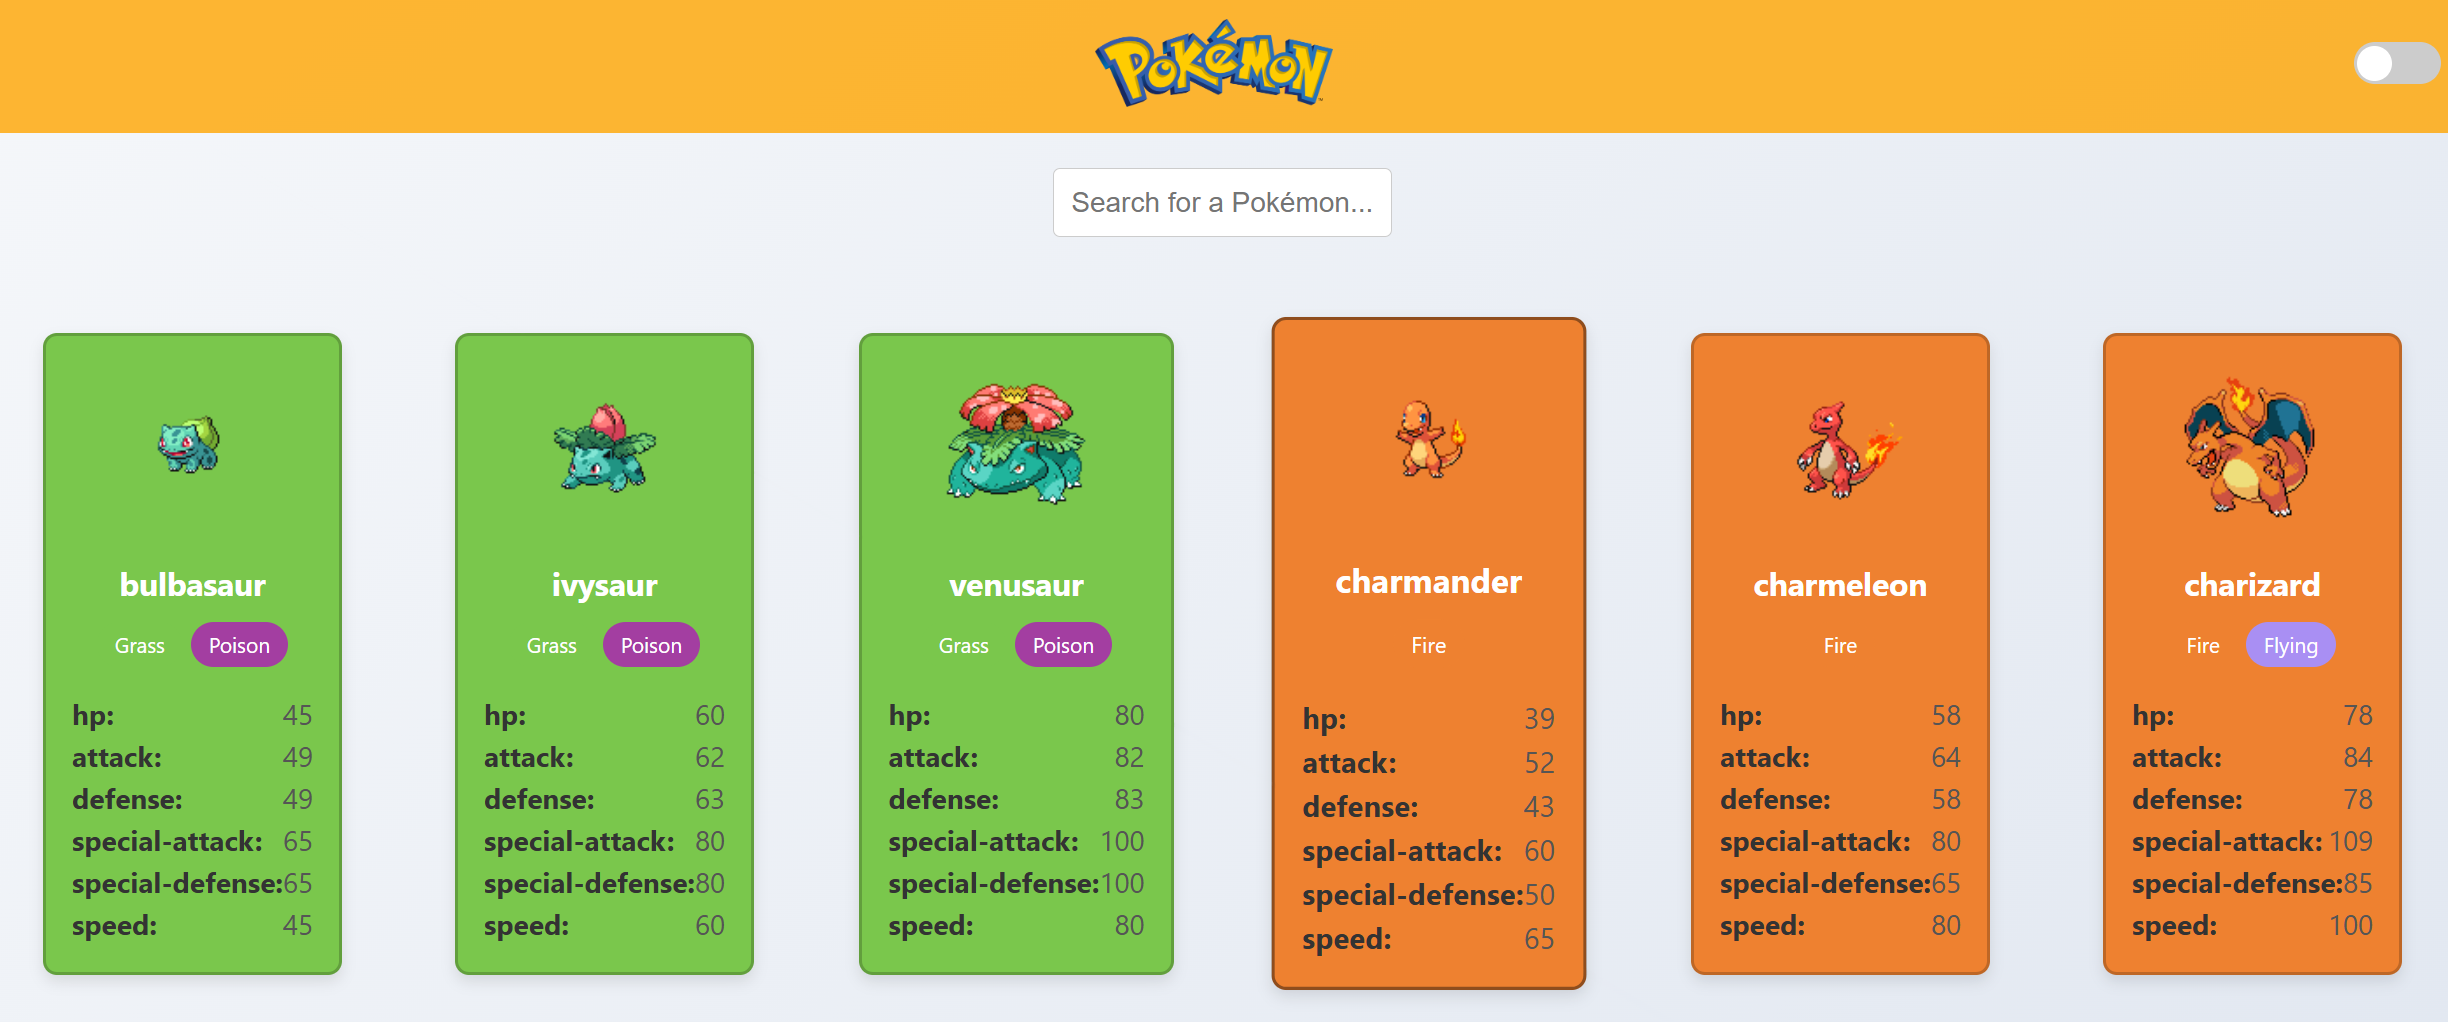 Pokémon
Search for a Pokémon...
bulbasaur
Grass Poison
hp: 45
attack: 49
defense: 49
special-attack: 65
special-defense:65
speed: 45
ivysaur
Grass Poison
hp: 60
attack: 62
defense: 63
special-attack: 80
special-defense:80
speed: 60
venusaur
Grass Poison
hp: 80
attack: 82
defense: 83
special-attack: 100
special-defense:100
speed: 80
charmander
Fire
hp: 39
attack: 52
defense: 43
special-attack: 60
special-defense:50
speed: 65
charmeleon
Fire
hp: 58
attack: 64
defense: 58
special-attack: 80
special-defense:65
speed: 80
charizard
Fire Flying
hp: 78
attack: 84
defense: 78
special-attack: 109
special-defense:85
speed: 100